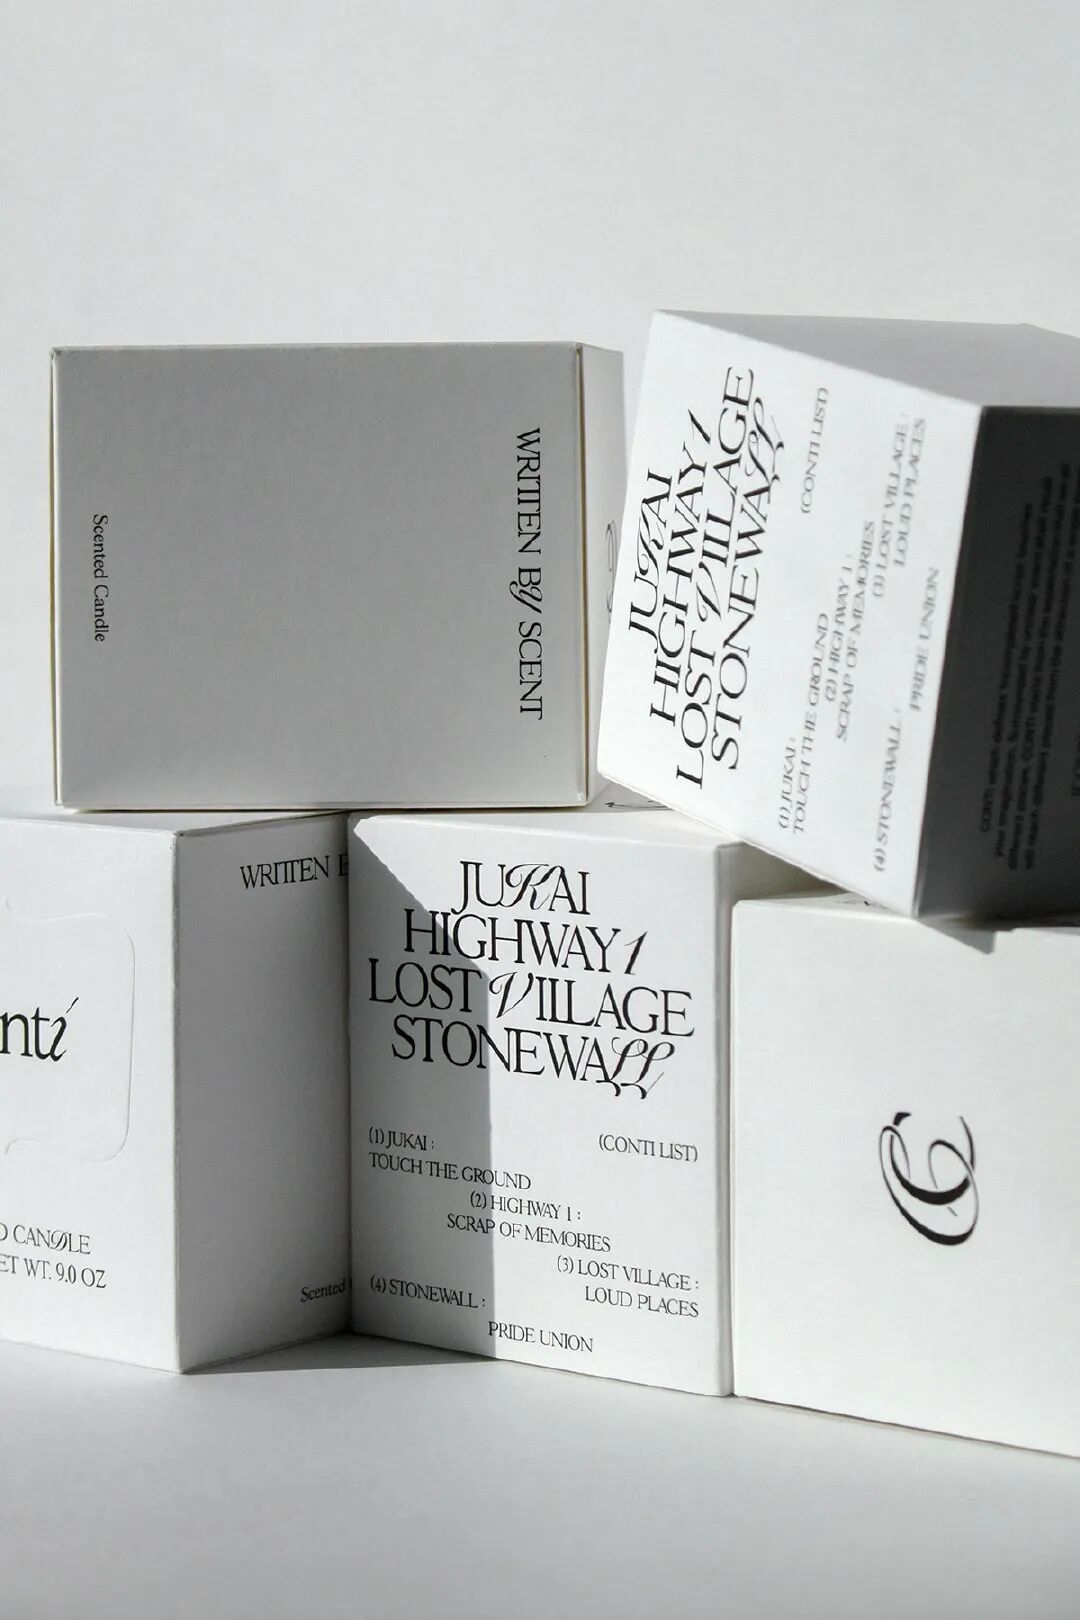 WRITTEN By SCENT
Scented Candle
JUKAI
HIGHWAY 1
LOST VILLAGE
STONEWALL
(CONTI LIST)
(1) JUKAI :
TOUCH THE GROUND
(2) HIGHWAY 1 :
SCRAP OF MEMORIES
(3) LOST VILLAGE :
LOUD PLACES
(4) STONEWALL :
PRIDE UNION
WRITTEN
Scented
CANDLE
WT. 9.0 OZ
JUKAI
HIGHWAY 1
LOST VILLAGE
STONEWALL
(1) JUKAI :
(CONTI LIST)
TOUCH THE GROUND
(2) HIGHWAY 1 :
SCRAP OF MEMORIES
(3) LOST VILLAGE :
(4) STONEWALL :
LOUD PLACES
PRIDE UNION
C